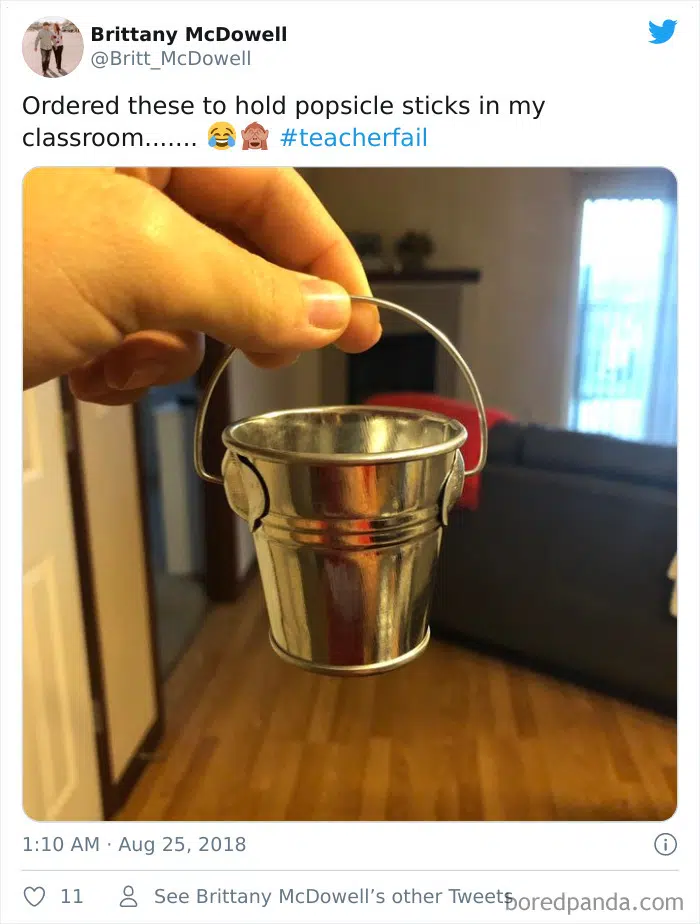 Brittany McDowell
@Britt_McDowell
Ordered these to hold popsicle sticks in my
classroom....... 😂🙈 #teacherfail
1:10 AM · Aug 25, 2018
11 See Brittany McDowell’s other Tweets
boredpanda.com